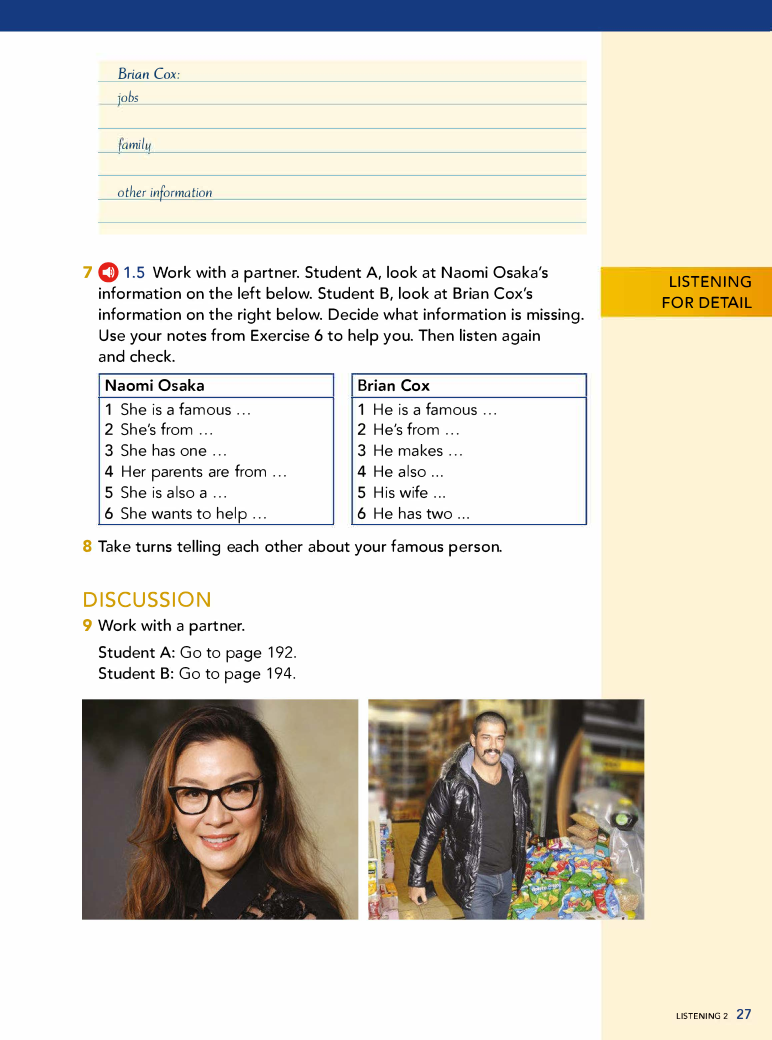 Brian Cox:
jobs
family
other information
7 1.5 Work with a partner. Student A, look at Naomi Osaka's
information on the left below. Student B, look at Brian Cox's
information on the right below. Decide what information is missing.
Use your notes from Exercise 6 to help you. Then listen again
and check.
LISTENING
FOR DETAIL
Naomi Osaka
1 She is a famous …
2 She's from …
3 She has one …
4 Her parents are from …
5 She is also a …
6 She wants to help …
Brian Cox
1 He is a famous …
2 He's from …
3 He makes …
4 He also ...
5 His wife ...
6 He has two ...
8 Take turns telling each other about your famous person.
DISCUSSION
9 Work with a partner.
Student A: Go to page 192.
Student B: Go to page 194.
LISTENING 2 27